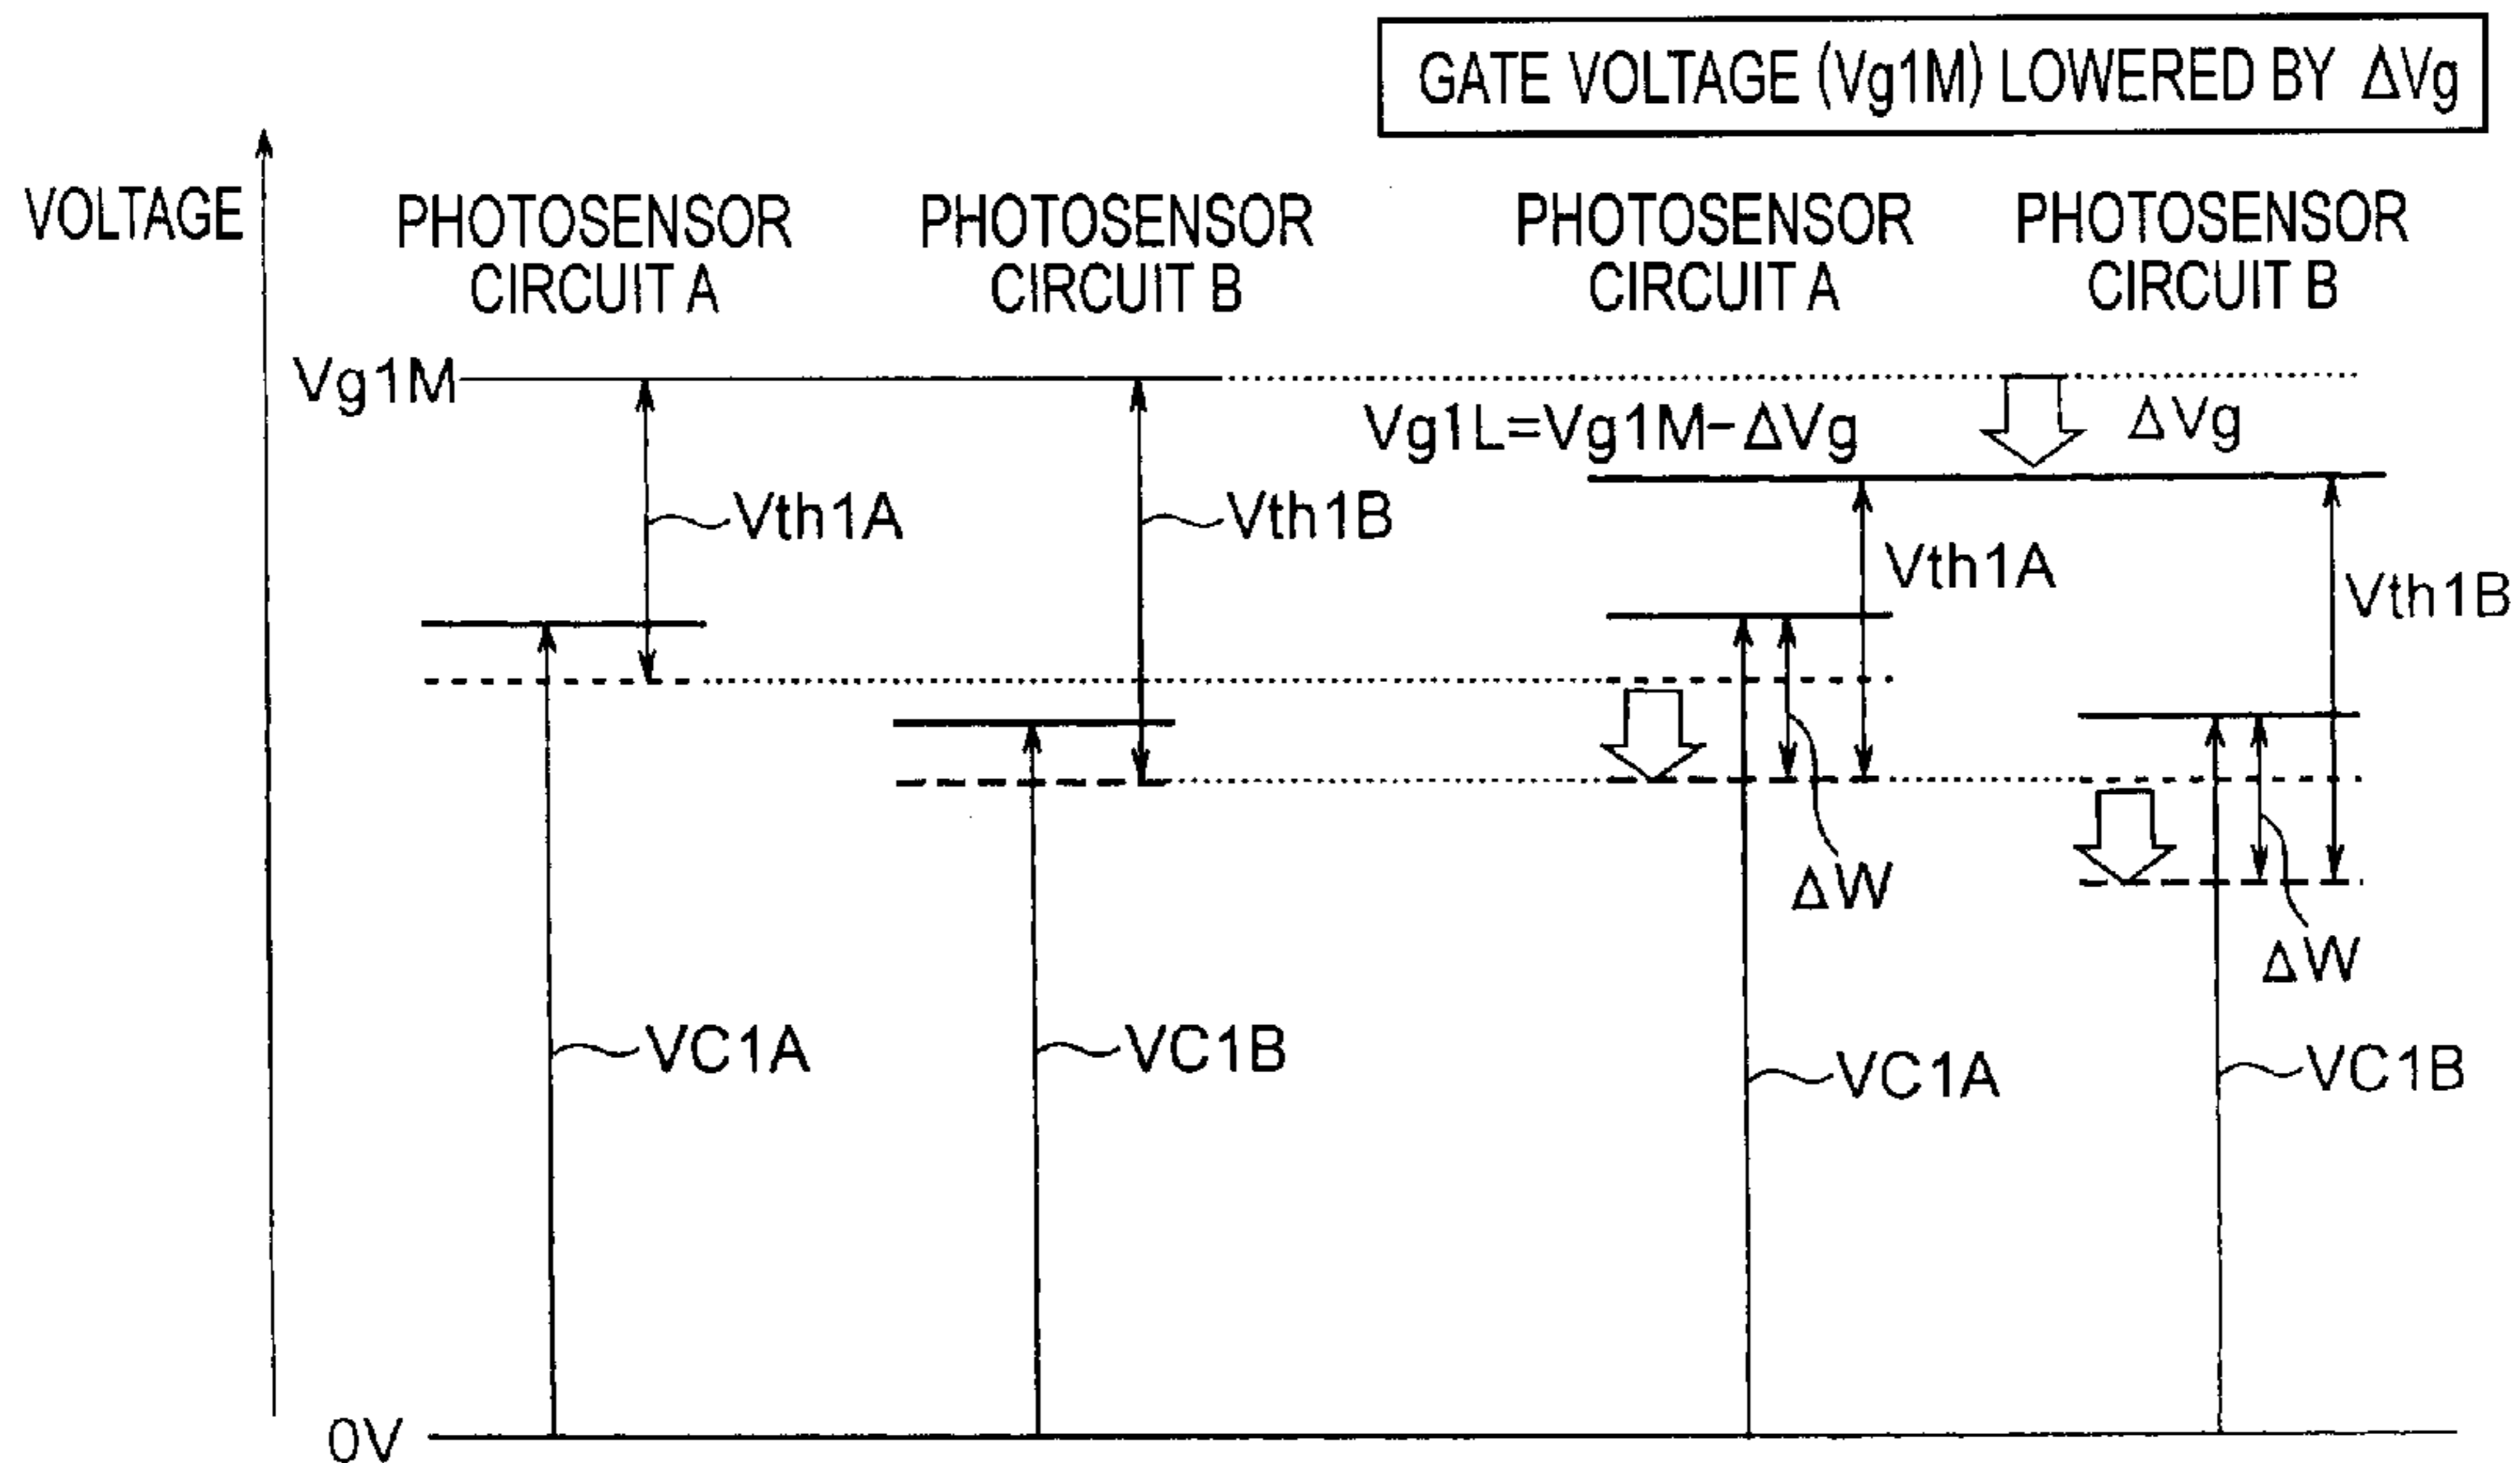 GATE VOLTAGE (Vg1M) LOWERED BY ΔVg
VOLTAGE
PHOTOSENSOR
CIRCUIT A
PHOTOSENSOR
CIRCUIT B
PHOTOSENSOR
CIRCUIT A
PHOTOSENSOR
CIRCUIT B
Vg1M
Vg1L=Vg1M-ΔVg
ΔVg
Vth1A
Vth1B
Vth1A
Vth1B
ΔW
ΔW
VC1A
VC1B
VC1A
VC1B
0V